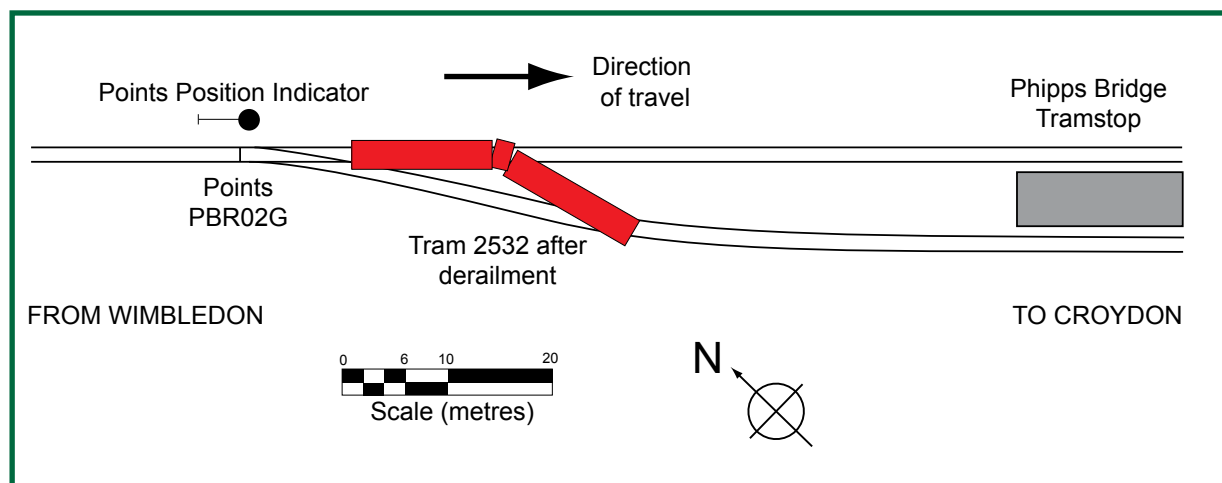 Direction
of travel
Points Position Indicator
Phipps Bridge
Tramstop
Points
PBR02G
Tram 2532 after
derailment
FROM WIMBLEDON
TO CROYDON
0 6 10 20
Scale (metres)
N